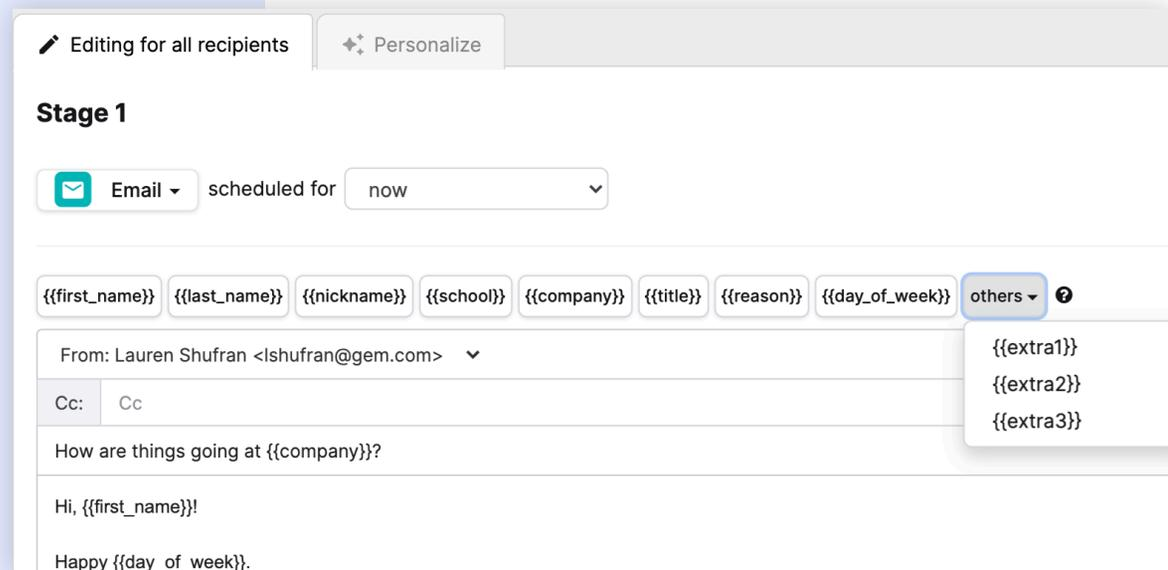 Editing for all recipients
Personalize
Stage 1
Email scheduled for now
{{first_name}} {{last_name}} {{nickname}} {{school}} {{company}} {{title}} {{reason}} {{day_of_week}} others ?
{{extra1}}
{{extra2}}
{{extra3}}
From: Lauren Shufran <lshufran@gem.com>
Cc: Cc
How are things going at {{company}}?
Hi, {{first_name}}!
Happy {{day_of_week}}.